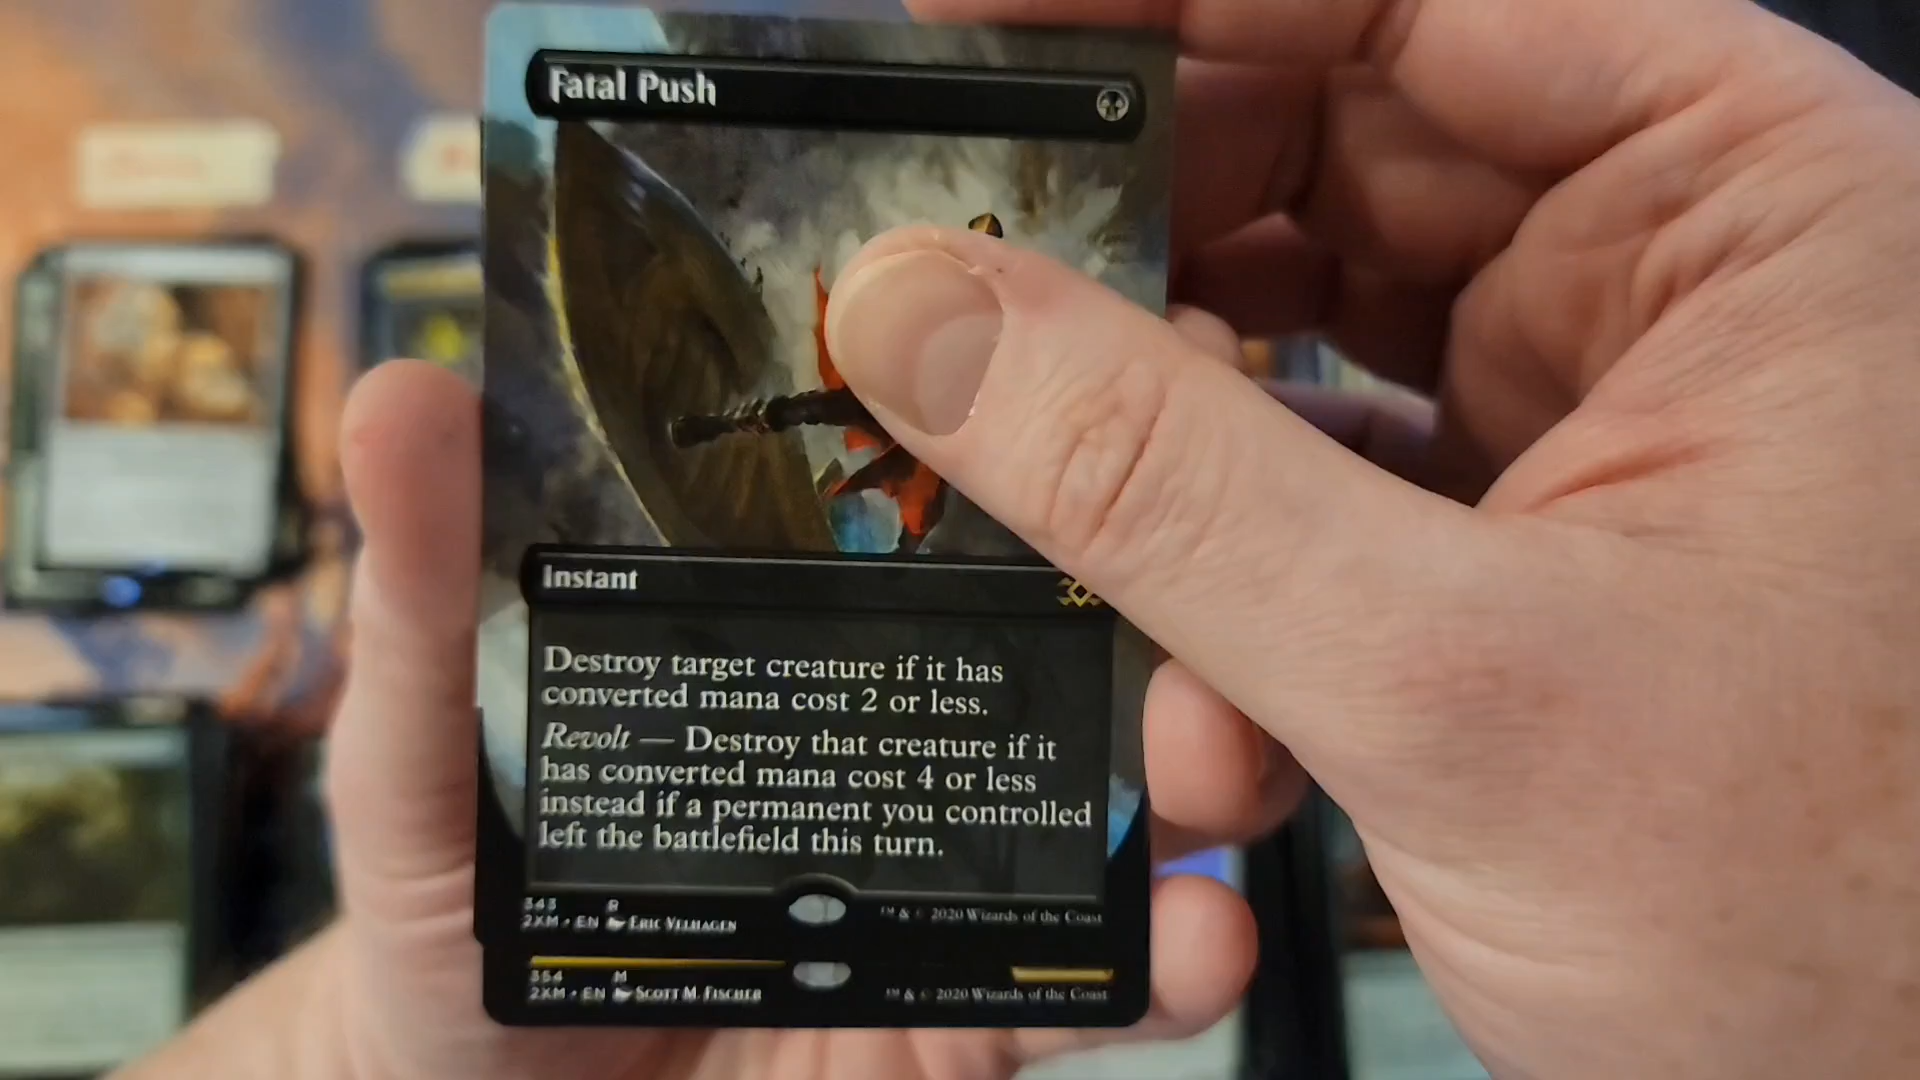 Fatal Push
Instant
Destroy target creature if it has
converted mana cost 2 or less.
Revolt — Destroy that creature if it
has converted mana cost 4 or less
instead if a permanent you controlled
left the battlefield this turn.
343 R
2XM • EN Eric Velhagen
™ & © 2020 Wizards of the Coast
354 M
2XM • EN Scott M. Fischer
™ & © 2020 Wizards of the Coast